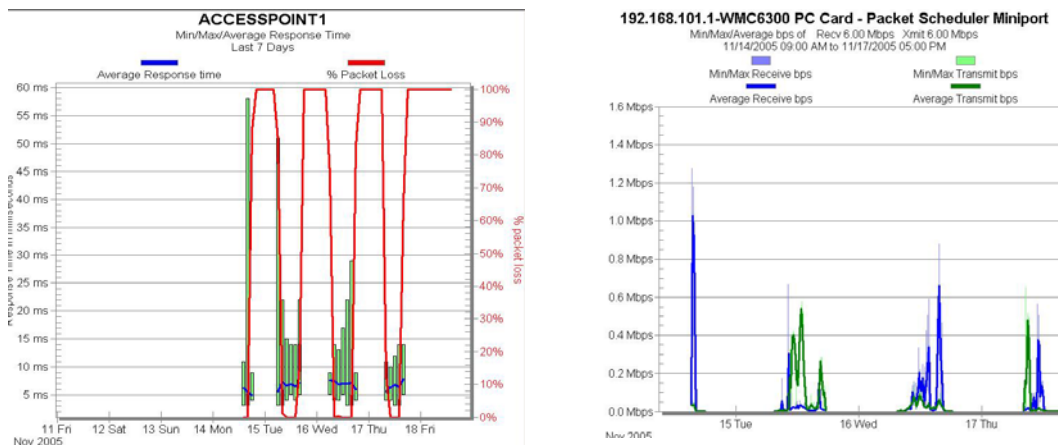 ACCESSPOINT1
Min/Max/Average Response Time
Last 7 Days
Average Response time
% Packet Loss
60 ms
55 ms
50 ms
45 ms
40 ms
35 ms
30 ms
25 ms
20 ms
15 ms
10 ms
5 ms
100%
90%
80%
70%
60%
50%
40%
30%
20%
10%
0%
% packet loss
11 Fri
12 Sat
13 Sun
14 Mon
15 Tue
16 Wed
17 Thu
18 Fri
Nov 2005
192.168.101.1-WMC6300 PC Card - Packet Scheduler Miniport
Min/Max/Average bps of Recv 6.00 Mbps Xmit 6.00 Mbps
11/14/2005 09:00 AM to 11/17/2005 05:00 PM
Min/Max Receive bps
Min/Max Transmit bps
Average Receive bps
Average Transmit bps
1.6 Mbps
1.4 Mbps
1.2 Mbps
1.0 Mbps
0.8 Mbps
0.6 Mbps
0.4 Mbps
0.2 Mbps
0.0 Mbps
15 Tue
16 Wed
17 Thu
Nov 2005